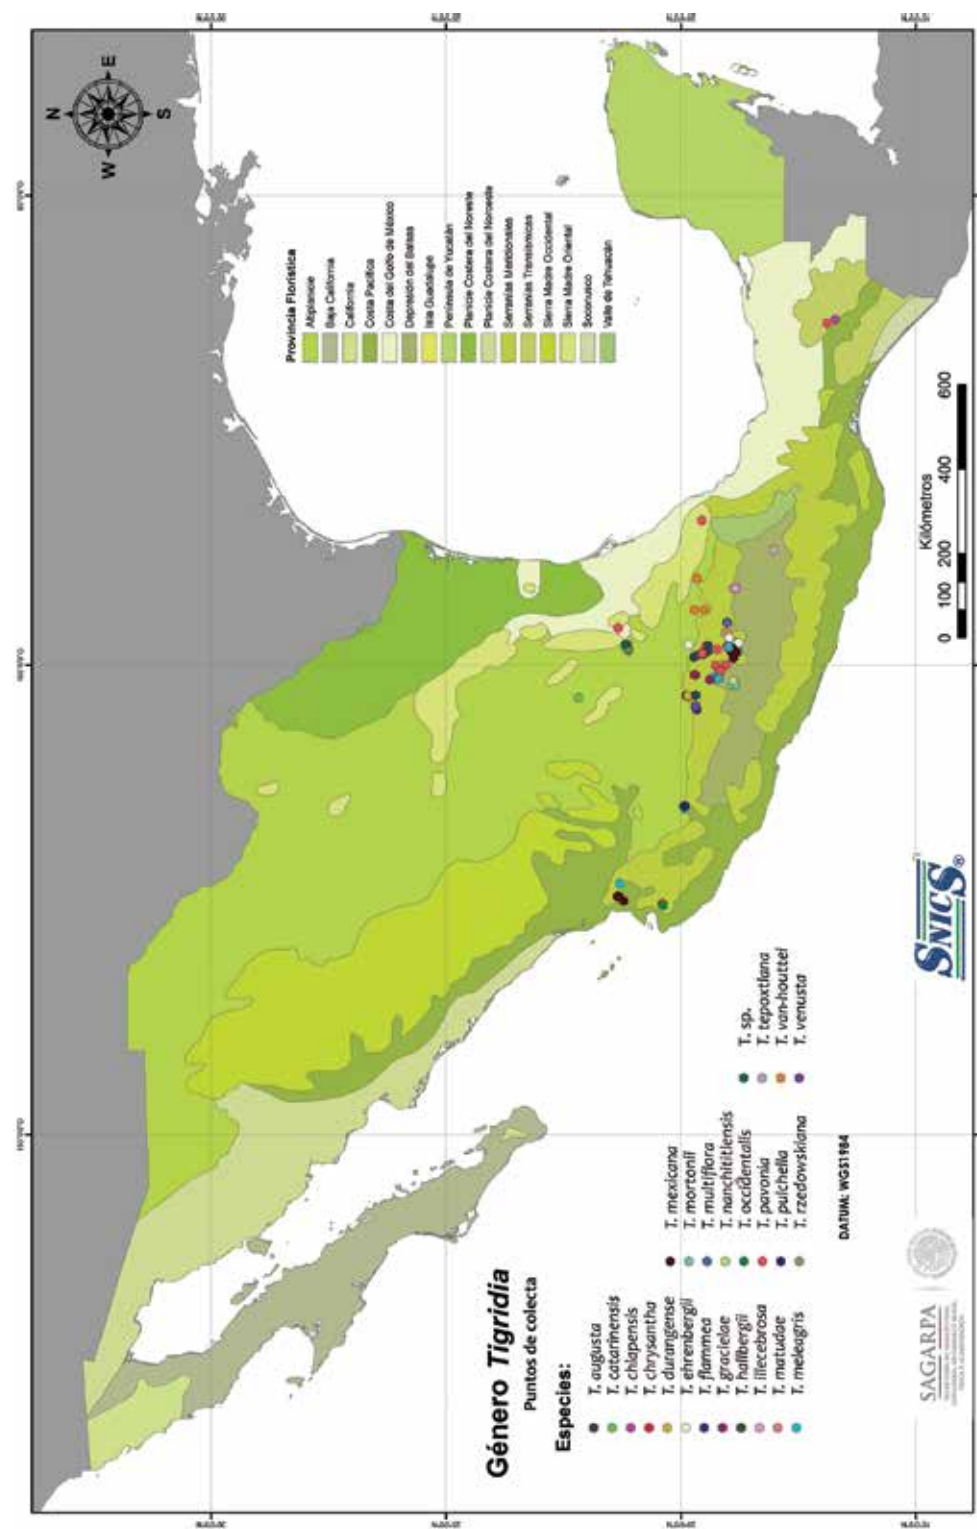 N
E
S
W
Provincia Florística
Altiplanicie
Baja California
California
Costa Pacífica
Costa del Golfo de México
Depresión del Balsas
Isla Guadalupe
Península de Yucatán
Planicie Costera del Noreste
Planicie Costera del Noroeste
Serranías Meridionales
Serranías Transísmicas
Sierra Madre Occidental
Sierra Madre Oriental
Soconusco
Valle de Tehuacán
Género Tigridia
Puntos de colecta
Especies:
T. augusta
T. catarinensis
T. chiapensis
T. chrysantha
T. durangense
T. ehrenbergii
T. flammea
T. gracielae
T. hallbergii
T. illecebrosa
T. matudae
T. meleagris
T. mexicana
T. mortonii
T. multiflora
T. nanchititlensis
T. occidentalis
T. pavonia
T. pulchella
T. rzedowskiana
T. sp.
T. tepoxtlana
T. van-houttei
T. venusta
DATUM: WGS1984
SAGARPA
SNICS®
Kilómetros
0 100 200 400 600